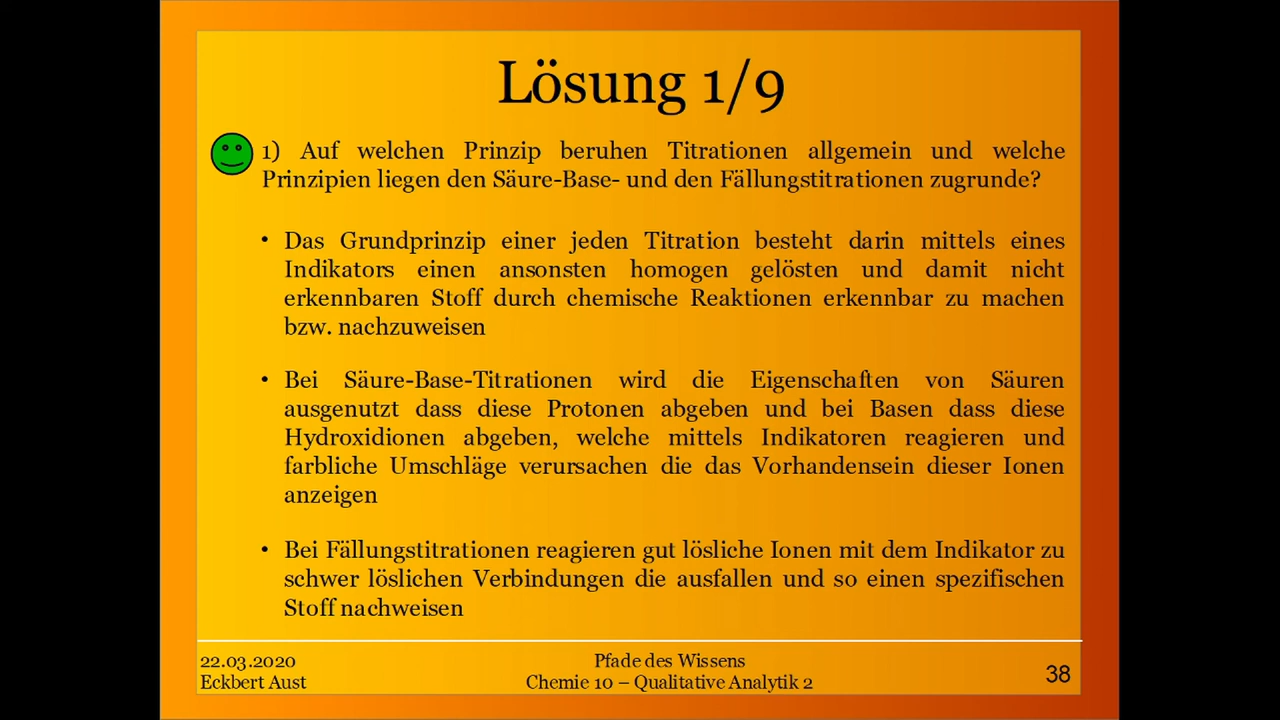 Lösung 1/9
1) Auf welchen Prinzip beruhen Titrationen allgemein und welche
Prinzipien liegen den Säure-Base- und den Fällungstitrationen zugrunde?
• Das Grundprinzip einer jeden Titration besteht darin mittels eines
Indikators einen ansonsten homogen gelösten und damit nicht
erkennbaren Stoff durch chemische Reaktionen erkennbar zu machen
bzw. nachzuweisen
• Bei Säure-Base-Titrationen wird die Eigenschaften von Säuren
ausgenutzt dass diese Protonen abgeben und bei Basen dass diese
Hydroxidionen abgeben, welche mittels Indikatoren reagieren und
farbliche Umschläge verursachen die das Vorhandensein dieser Ionen
anzeigen
• Bei Fällungstitrationen reagieren gut lösliche Ionen mit dem Indikator zu
schwer löslichen Verbindungen die ausfallen und so einen spezifischen
Stoff nachweisen
22.03.2020
Eckbert Aust
Pfade des Wissens
Chemie 10 – Qualitative Analytik 2
38